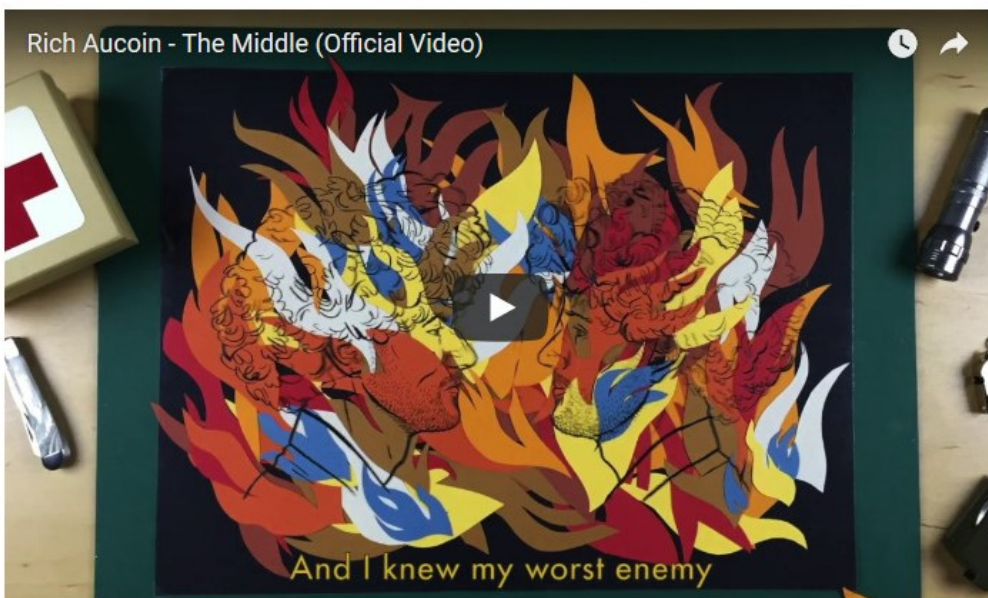 Rich Aucoin - The Middle (Official Video)
And I knew my worst enemy